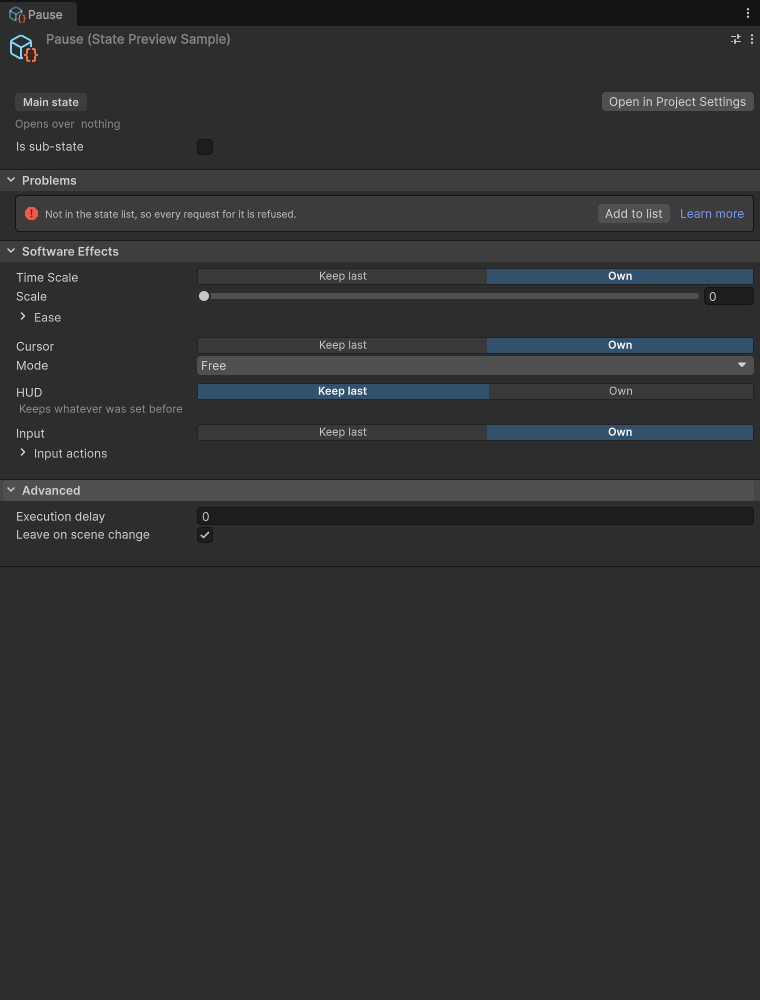 Pause
Pause (State Preview Sample)
Main state
Open in Project Settings
Opens over nothing
Is sub-state
Problems
Not in the state list, so every request for it is refused.
Add to list
Learn more
Software Effects
Time Scale
Keep last
Own
Scale
0
Ease
Cursor
Keep last
Own
Mode
Free
HUD
Keep last
Own
Keeps whatever was set before
Input
Keep last
Own
Input actions
Advanced
Execution delay
0
Leave on scene change